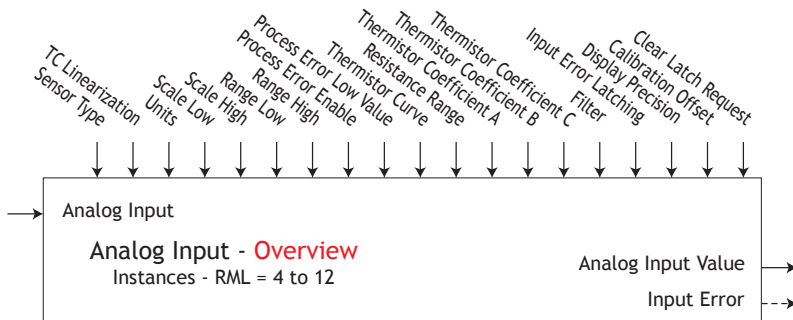 Sensor Type
TC Linearization
Units
Scale Low
Scale High
Range Low
Range High
Process Error Enable
Process Error Low Value
Thermistor Curve
Resistance Range
Thermistor Coefficient A
Thermistor Coefficient B
Thermistor Coefficient C
Filter
Input Error Latching
Display Precision
Calibration Offset
Clear Latch Request
Analog Input
Analog Input - Overview
Instances - RML = 4 to 12
Analog Input Value
Input Error